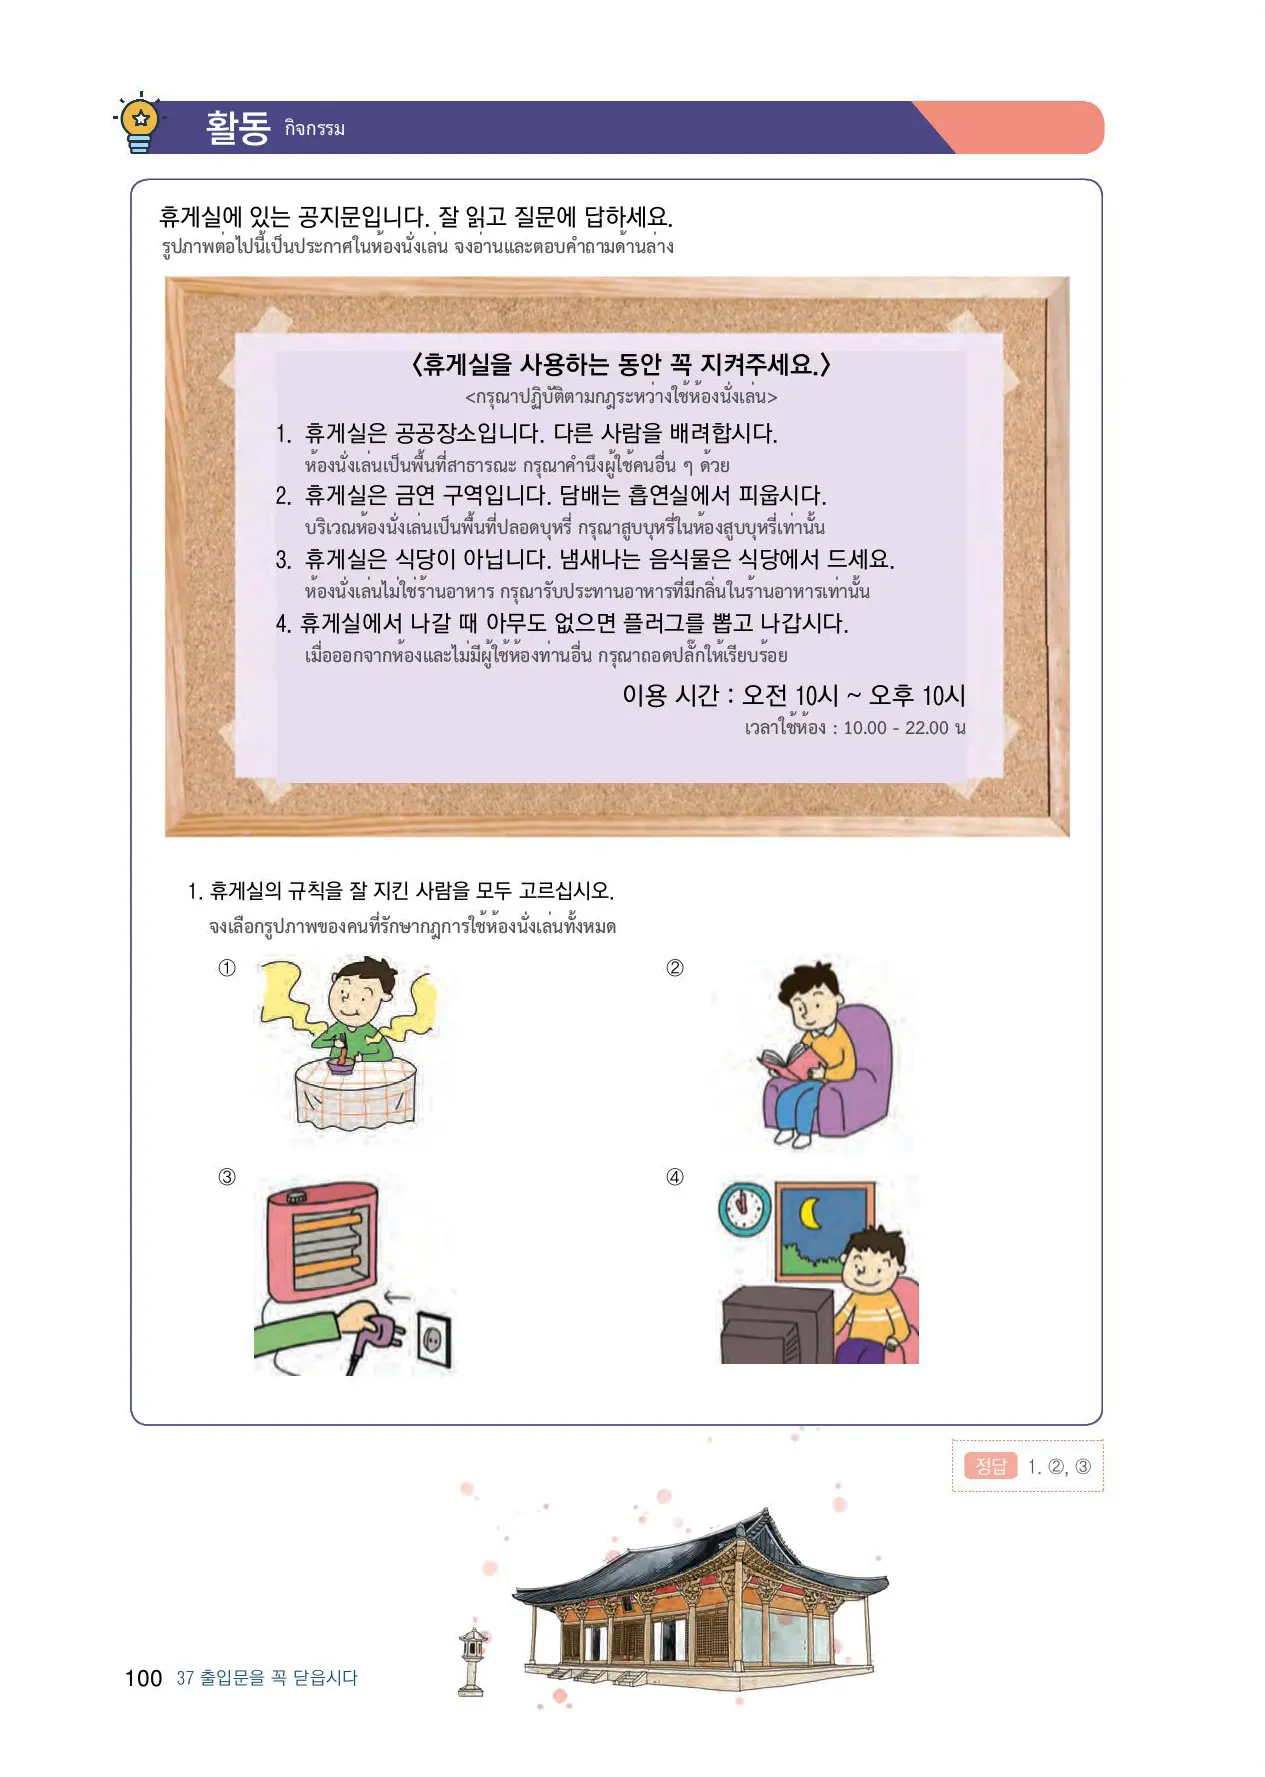 활동 กิจกรรม
휴게실에 있는 공지문입니다. 잘 읽고 질문에 답하세요.
รูปภาพต่อไปนี้เป็นประกาศในห้องนั่งเล่น จงอ่านและตอบคำถามด้านล่าง
<휴게실을 사용하는 동안 꼭 지켜주세요.>
<กรุณาปฏิบัติตามกฎระหว่างใช้ห้องนั่งเล่น>
1. 휴게실은 공공장소입니다. 다른 사람을 배려합시다.
ห้องนั่งเล่นเป็นพื้นที่สาธารณะ กรุณาคำนึงผู้ใช้คนอื่น ๆ ด้วย
2. 휴게실은 금연 구역입니다. 담배는 흡연실에서 피웁시다.
บริเวณห้องนั่งเล่นเป็นพื้นที่ปลอดบุหรี่ กรุณาสูบบุหรี่ในห้องสูบบุหรี่เท่านั้น
3. 휴게실은 식당이 아닙니다. 냄새나는 음식물은 식당에서 드세요.
ห้องนั่งเล่นไม่ใช่ร้านอาหาร กรุณารับประทานอาหารที่มีกลิ่นในร้านอาหารเท่านั้น
4. 휴게실에서 나갈 때 아무도 없으면 플러그를 뽑고 나갑시다.
เมื่อออกจากห้องและไม่มีผู้ใช้ห้องท่านอื่น กรุณาถอดปลั๊กให้เรียบร้อย
이용 시간 : 오전 10시 ~ 오후 10시
เวลาใช้ห้อง : 10.00 - 22.00 น
1. 휴게실의 규칙을 잘 지킨 사람을 모두 고르십시오.
จงเลือกรูปภาพของคนที่รักษากฎการใช้ห้องนั่งเล่นทั้งหมด
①
②
③
④
정답 1. ②, ③
100 37 출입문을 꼭 닫읍시다